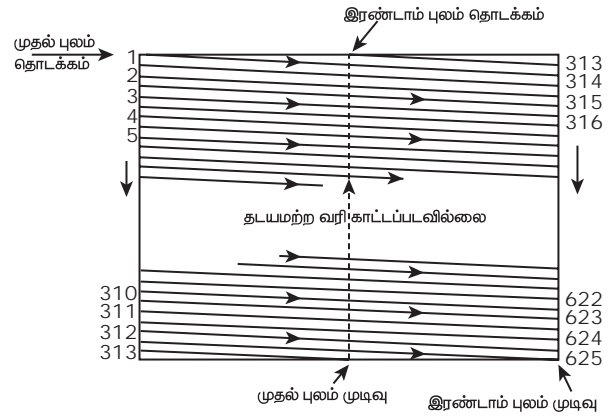 இரண்டாம் புலம் தொடக்கம்
முதல் புலம்
தொடக்கம்
1
2
3
4
5
313
314
315
316
தடயமற்ற வரி காட்டப்படவில்லை
310
311
312
313
622
623
624
625
முதல் புலம் முடிவு
இரண்டாம் புலம் முடிவு